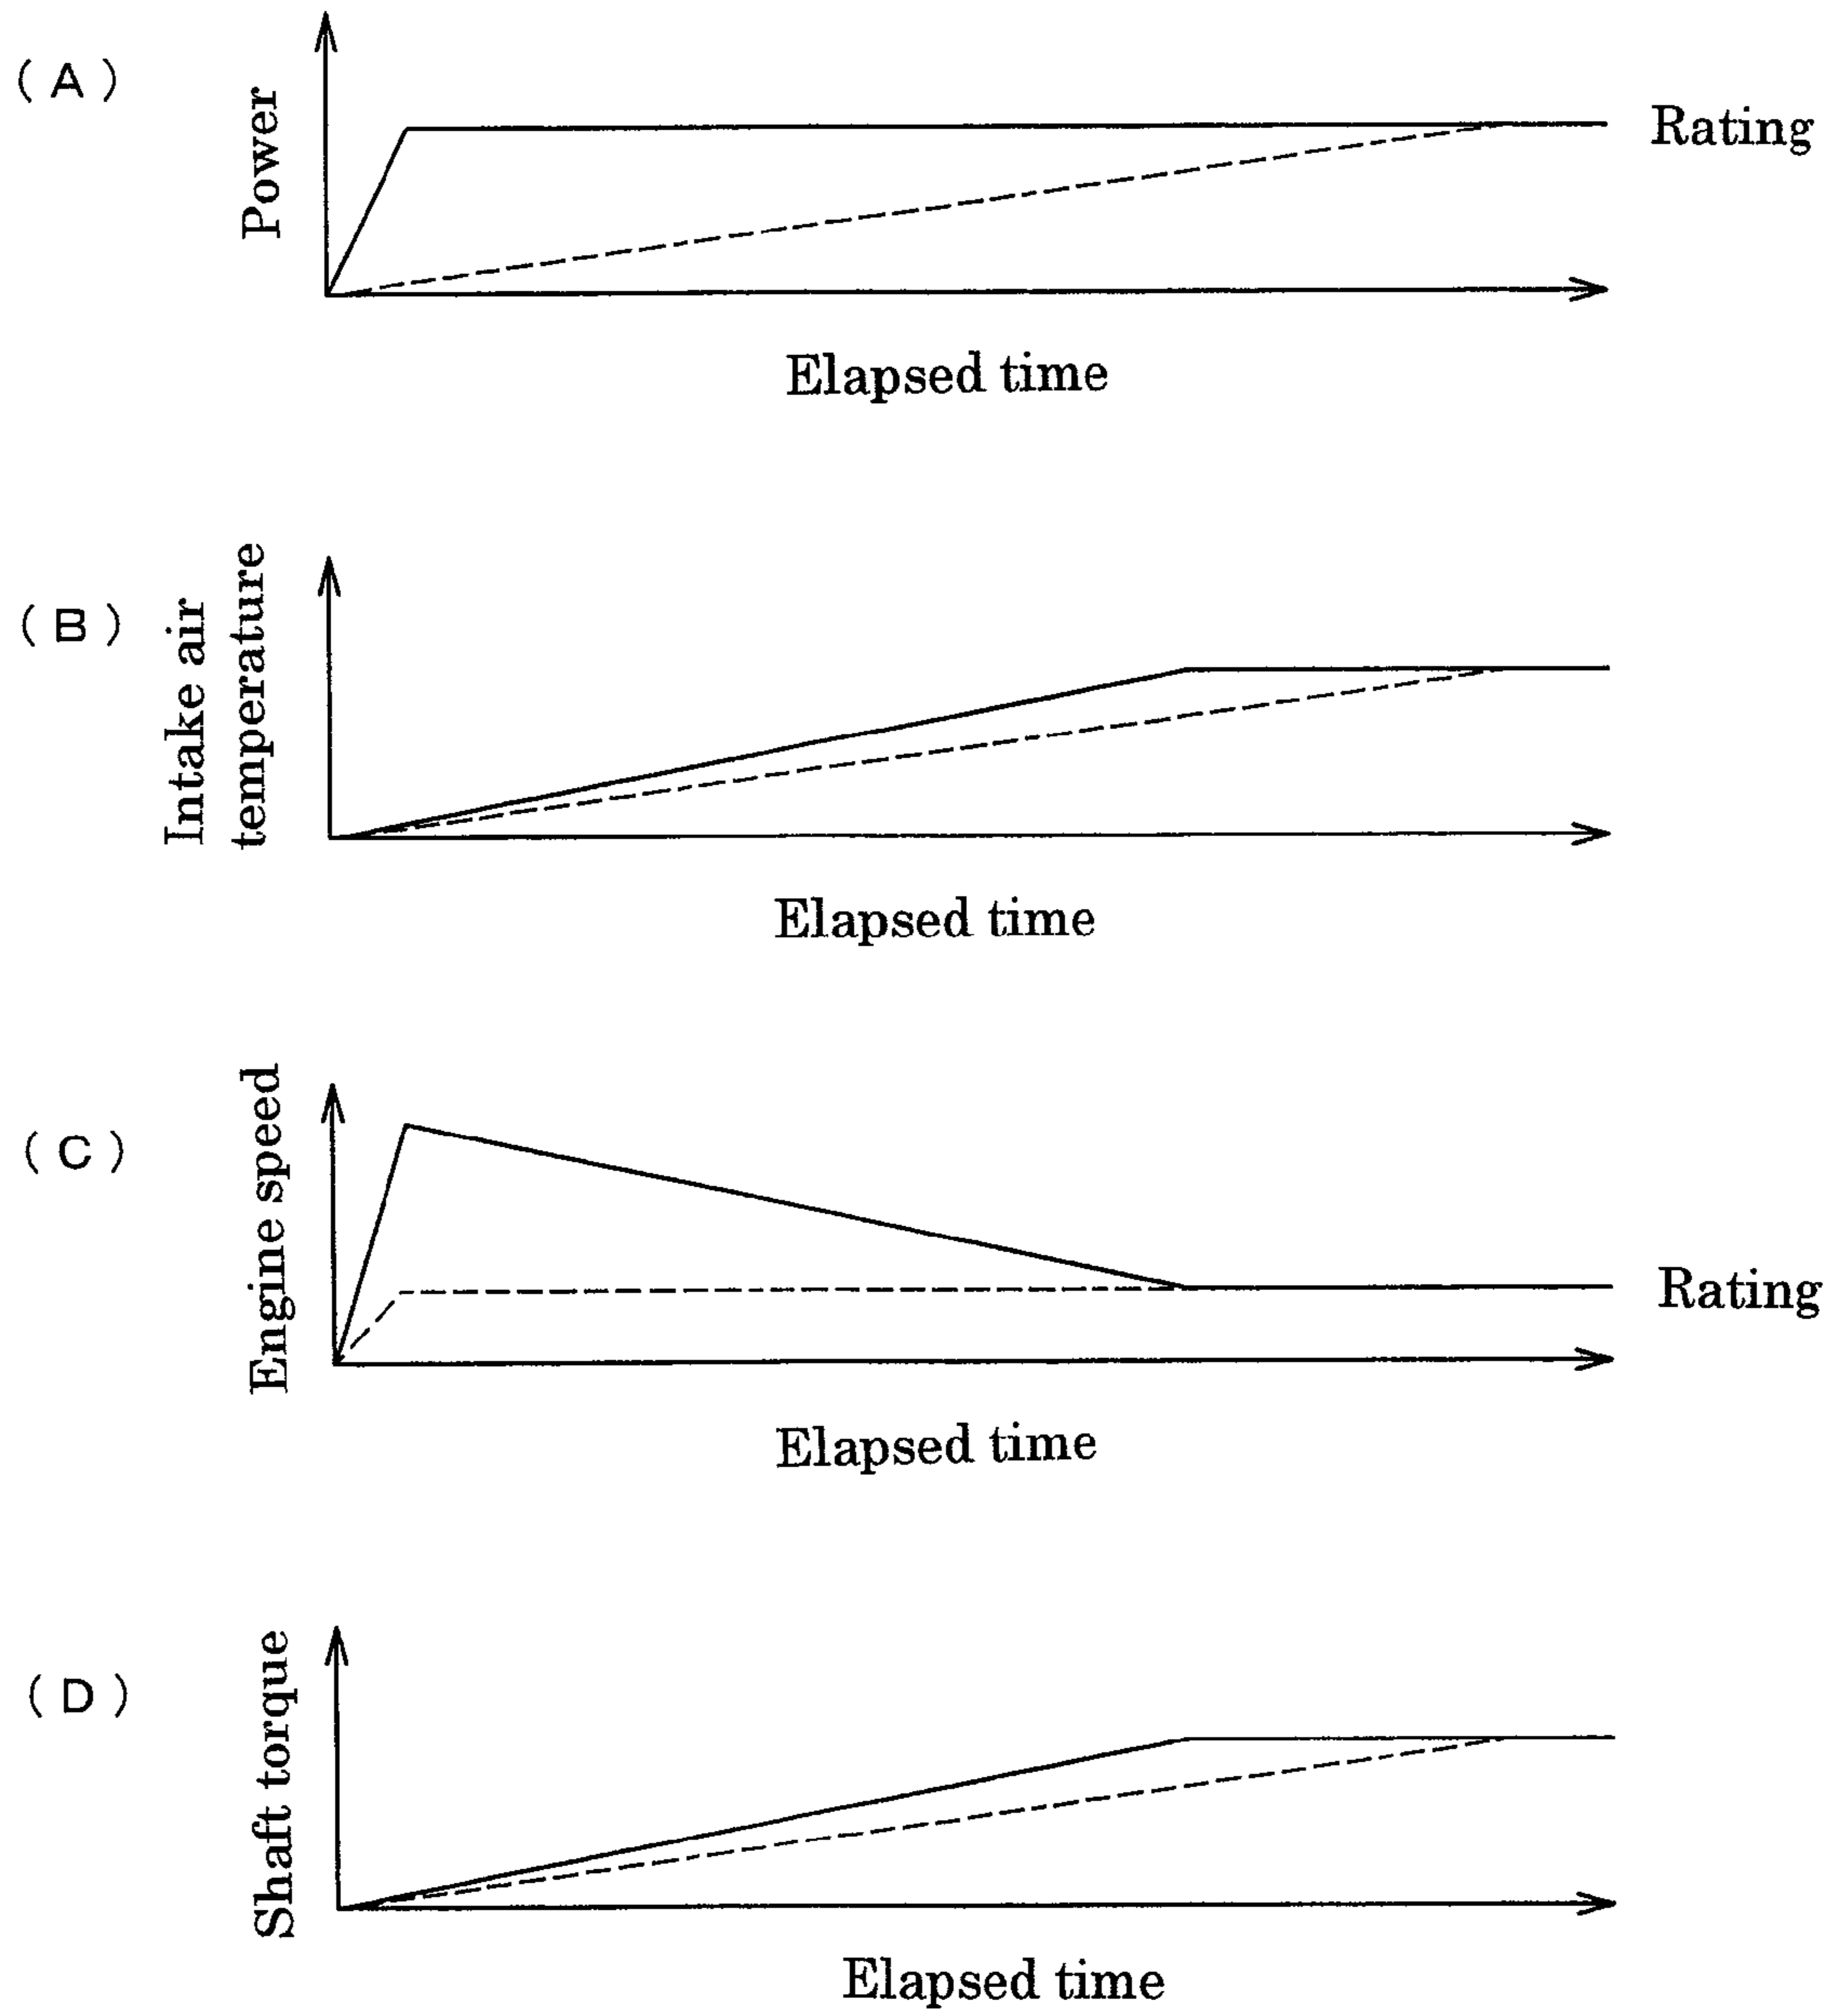 ( A )
Power
Rating
Elapsed time
( B )
Intake air
temperature
Elapsed time
( C )
Engine speed
Rating
Elapsed time
( D )
Shaft torque
Elapsed time